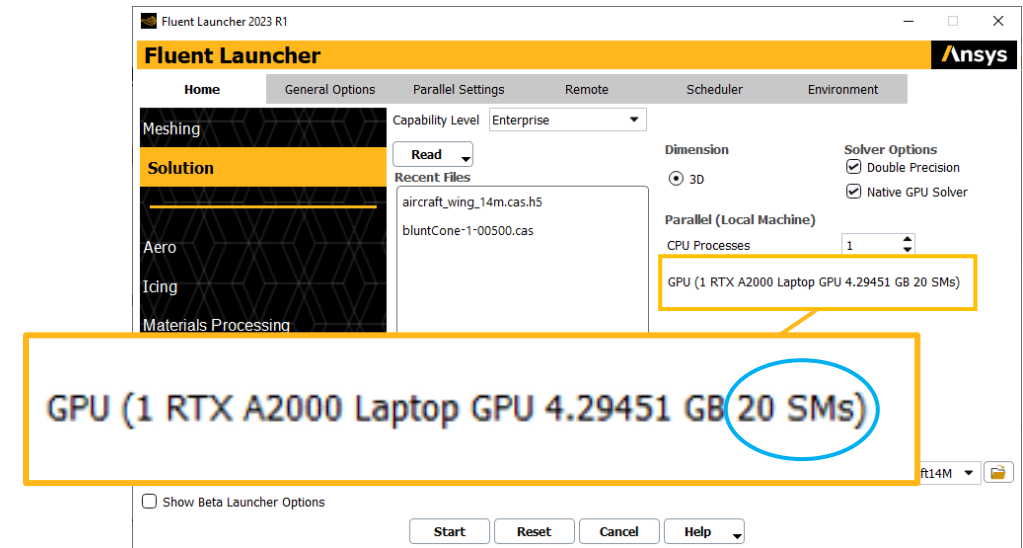 Fluent Launcher 2023 R1
Fluent Launcher
Ansys
Home General Options Parallel Settings Remote Scheduler Environment
Meshing
Solution
Aero
Icing
Materials Processing
Capability Level Enterprise
Read
Recent Files
aircraft_wing_14m.cas.h5
bluntCone-1-00500.cas
Dimension
3D
Solver Options
Double Precision
Native GPU Solver
Parallel (Local Machine)
CPU Processes 1
GPU (1 RTX A2000 Laptop GPU 4.29451 GB 20 SMs)
GPU (1 RTX A2000 Laptop GPU 4.29451 GB 20 SMs)
ft14M
Show Beta Launcher Options
Start Reset Cancel Help